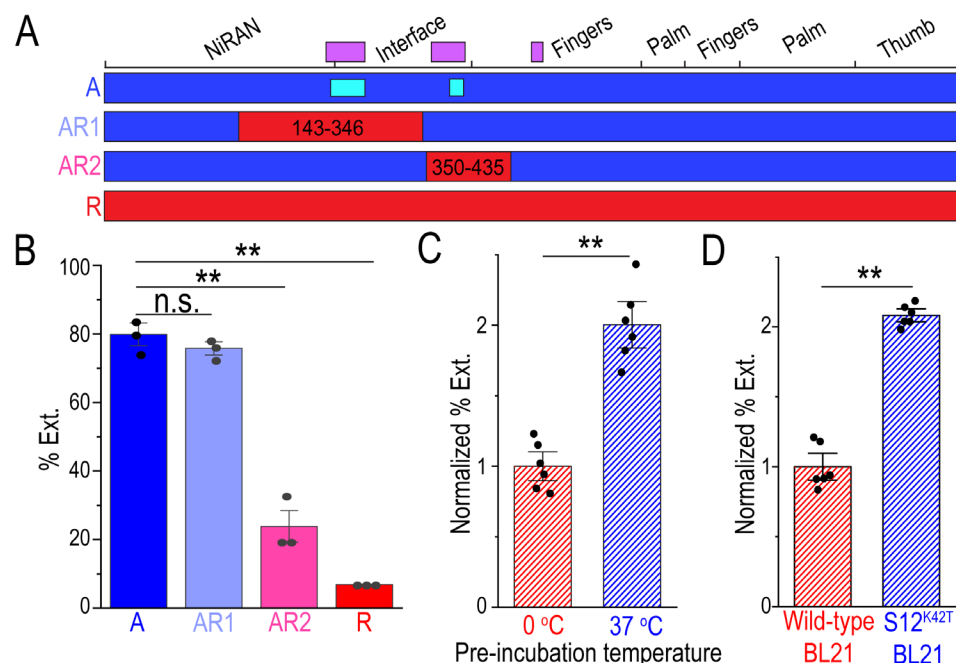 A
NiRAN Interface Fingers Palm Fingers Palm Thumb
A
AR1 143-346
AR2 350-435
R
B
**
**
n.s.
% Ext.
100
80
60
40
20
0
A AR1 AR2 R
C
**
Normalized % Ext.
2
1
0
0 °C 37 °C
Pre-incubation temperature
D
**
Normalized % Ext.
2
1
0
Wild-type S12K42T
BL21 BL21